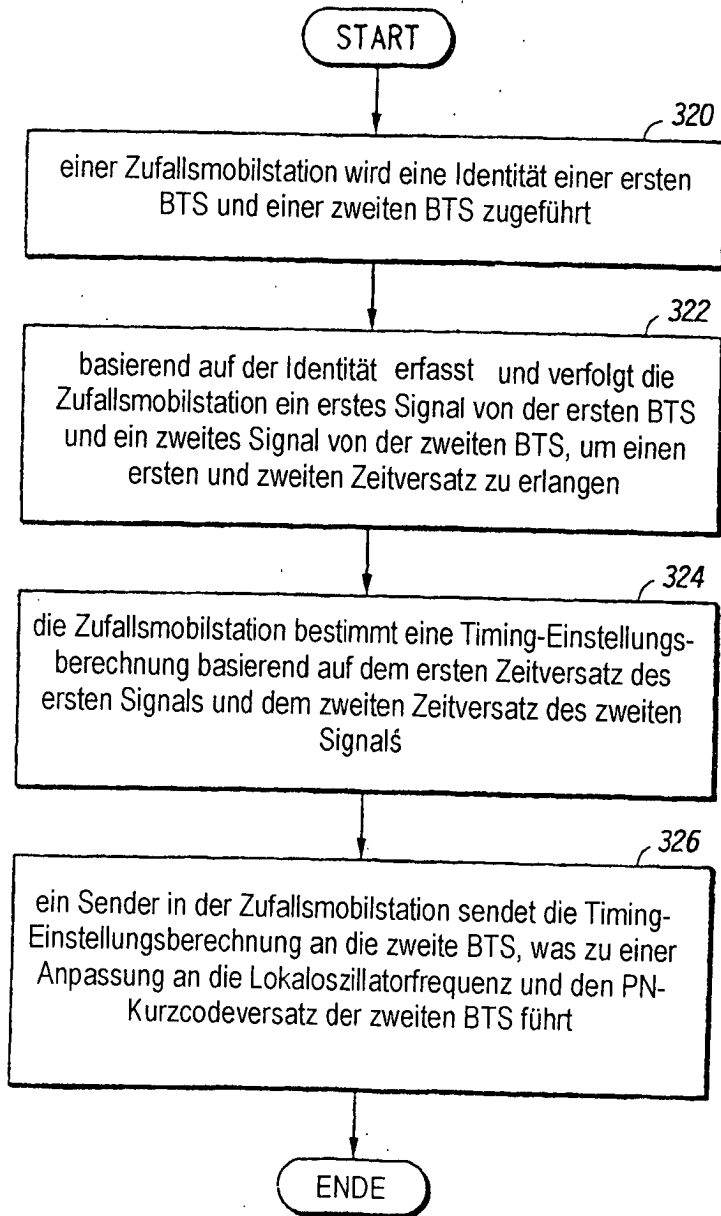 START
320
einer Zufallsmobilstation wird eine Identität einer ersten
BTS und einer zweiten BTS zugeführt
322
basierend auf der Identität erfasst und verfolgt die
Zufallsmobilstation ein erstes Signal von der ersten BTS
und ein zweites Signal von der zweiten BTS, um einen
ersten und zweiten Zeitversatz zu erlangen
324
die Zufallsmobilstation bestimmt eine Timing-Einstellungs-
berechnung basierend auf dem ersten Zeitversatz des
ersten Signals und dem zweiten Zeitversatz des zweiten
Signals
326
ein Sender in der Zufallsmobilstation sendet die Timing-
Einstellungsberechnung an die zweite BTS, was zu einer
Anpassung an die Lokaloszillatorfrequenz und den PN-
Kurzcodeversatz der zweiten BTS führt
ENDE